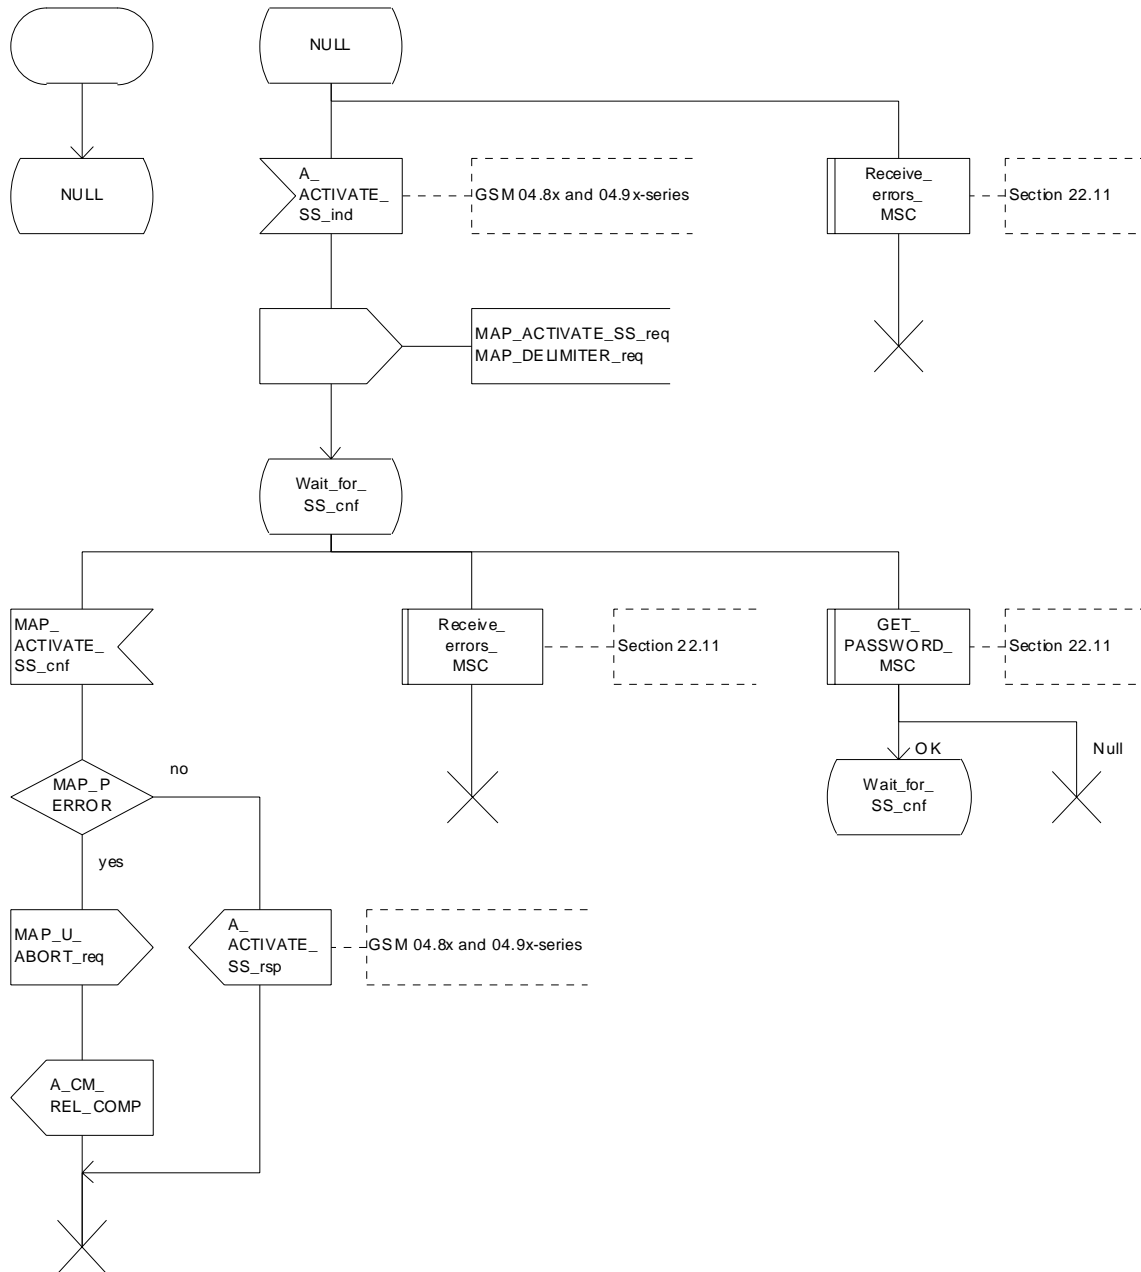 NULL
NULL
A_
ACTIVATE_
SS_ind
GSM 04.8x and 04.9x-series
Receive_
errors_
MSC
Section 22.11
MAP_ACTIVATE_SS_req
MAP_DELIMITER_req
Wait_for_
SS_cnf
MAP_
ACTIVATE_
SS_cnf
Receive_
errors_
MSC
Section 22.11
GET_
PASSWORD_
MSC
Section 22.11
OK
Null
MAP_P
ERROR
no
yes
Wait_for_
SS_cnf
MAP_U_
ABORT_req
A_
ACTIVATE_
SS_rsp
GSM 04.8x and 04.9x-series
A_CM_
REL_COMP